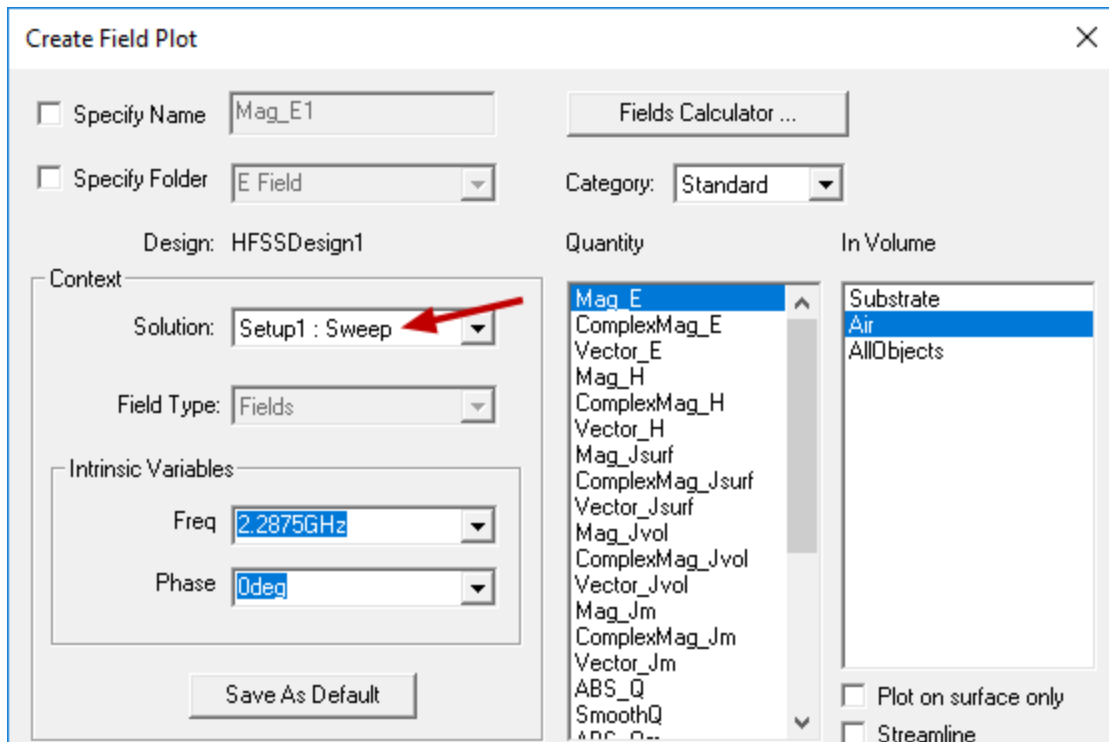 Create Field Plot
Specify Name Mag_E1
Fields Calculator ...
Specify Folder E Field
Category: Standard
Design: HFSSDesign1
Context
Solution: Setup1 : Sweep
Field Type: Fields
Intrinsic Variables
Freq 2.2875GHz
Phase 0deg
Save As Default
Quantity
Mag_E
ComplexMag_E
Vector_E
Mag_H
ComplexMag_H
Vector_H
Mag_Jsurf
ComplexMag_Jsurf
Vector_Jsurf
Mag_Jvol
ComplexMag_Jvol
Vector_Jvol
Mag_Jm
ComplexMag_Jm
Vector_Jm
ABS_Q
SmoothQ
In Volume
Substrate
Air
AllObjects
Plot on surface only
Streamline